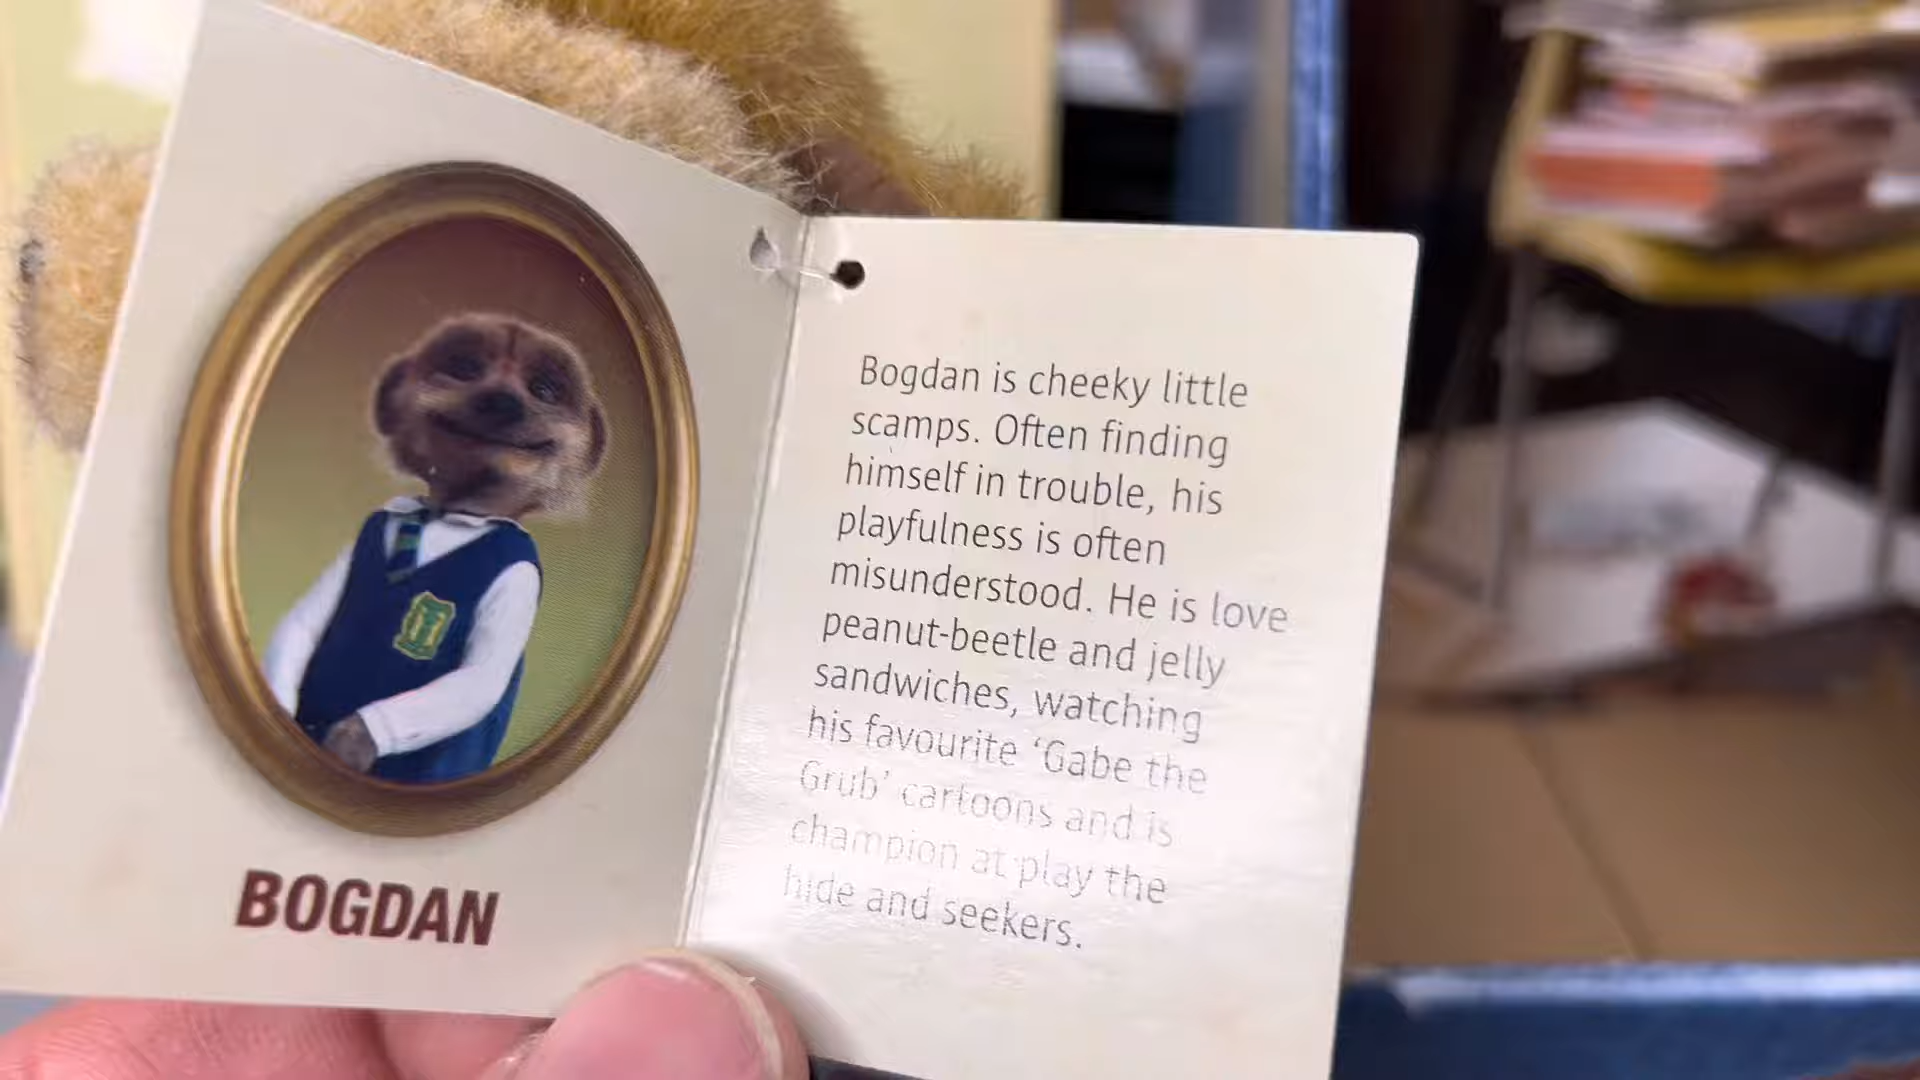 BOGDAN
Bogdan is cheeky little
scamps. Often finding
himself in trouble, his
playfulness is often
misunderstood. He is love
peanut-beetle and jelly
sandwiches, watching
his favourite ‘Gabe the
Grub’ cartoons and is
champion at play the
hide and seekers.